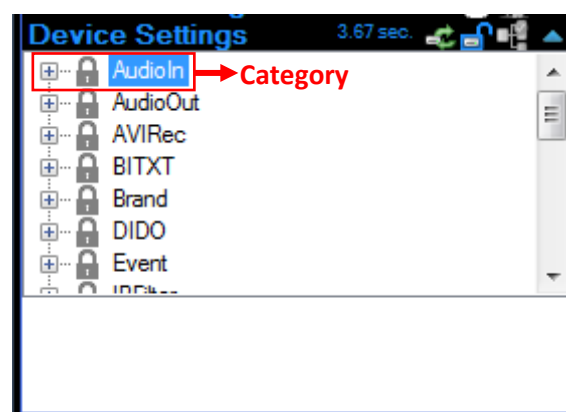 Device Settings 3.67 sec.
AudioIn Category
AudioOut
AVIRec
BITXT
Brand
DIDO
Event